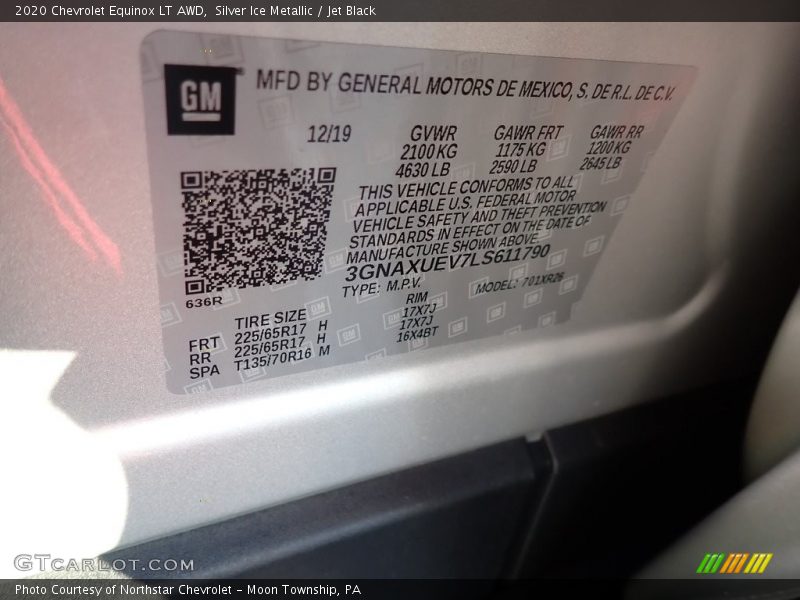 2020 Chevrolet Equinox LT AWD, Silver Ice Metallic / Jet Black
GM
MFD BY GENERAL MOTORS DE MEXICO, S. DE R.L. DE C.V.
12/19 GVWR GAWR FRT GAWR RR
2100 KG 1175 KG 1200 KG
4630 LB 2590 LB 2645 LB
THIS VEHICLE CONFORMS TO ALL
APPLICABLE U.S. FEDERAL MOTOR
VEHICLE SAFETY AND THEFT PREVENTION
STANDARDS IN EFFECT ON THE DATE OF
MANUFACTURE SHOWN ABOVE.
3GNAXUEV7LS611790
TYPE: M.P.V. MODEL: 701XR26
636R
TIRE SIZE RIM
FRT 225/65R17 H 17X7J
RR 225/65R17 H 17X7J
SPA T135/70R16 M 16X4BT
GTCARLOT.COM
Photo Courtesy of Northstar Chevrolet - Moon Township, PA